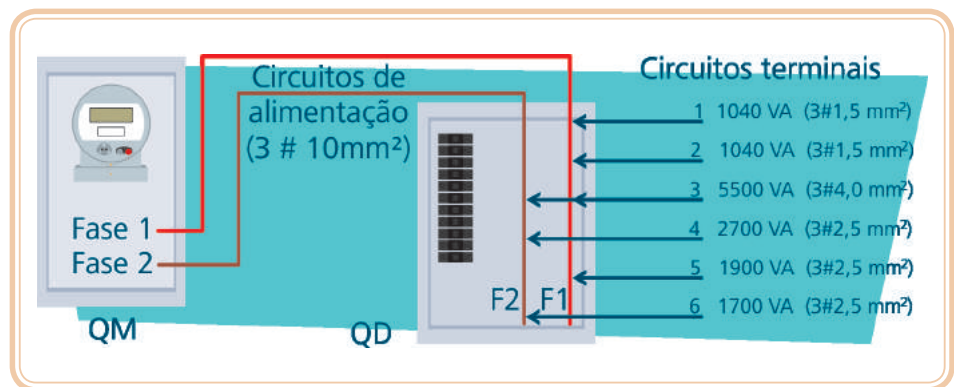 Circuitos de
alimentação
(3 # 10mm²)
Circuitos terminais
1 1040 VA (3#1,5 mm²)
2 1040 VA (3#1,5 mm²)
3 5500 VA (3#4,0 mm²)
4 2700 VA (3#2,5 mm²)
5 1900 VA (3#2,5 mm²)
6 1700 VA (3#2,5 mm²)
Fase 1
Fase 2
F2 F1
QM
QD